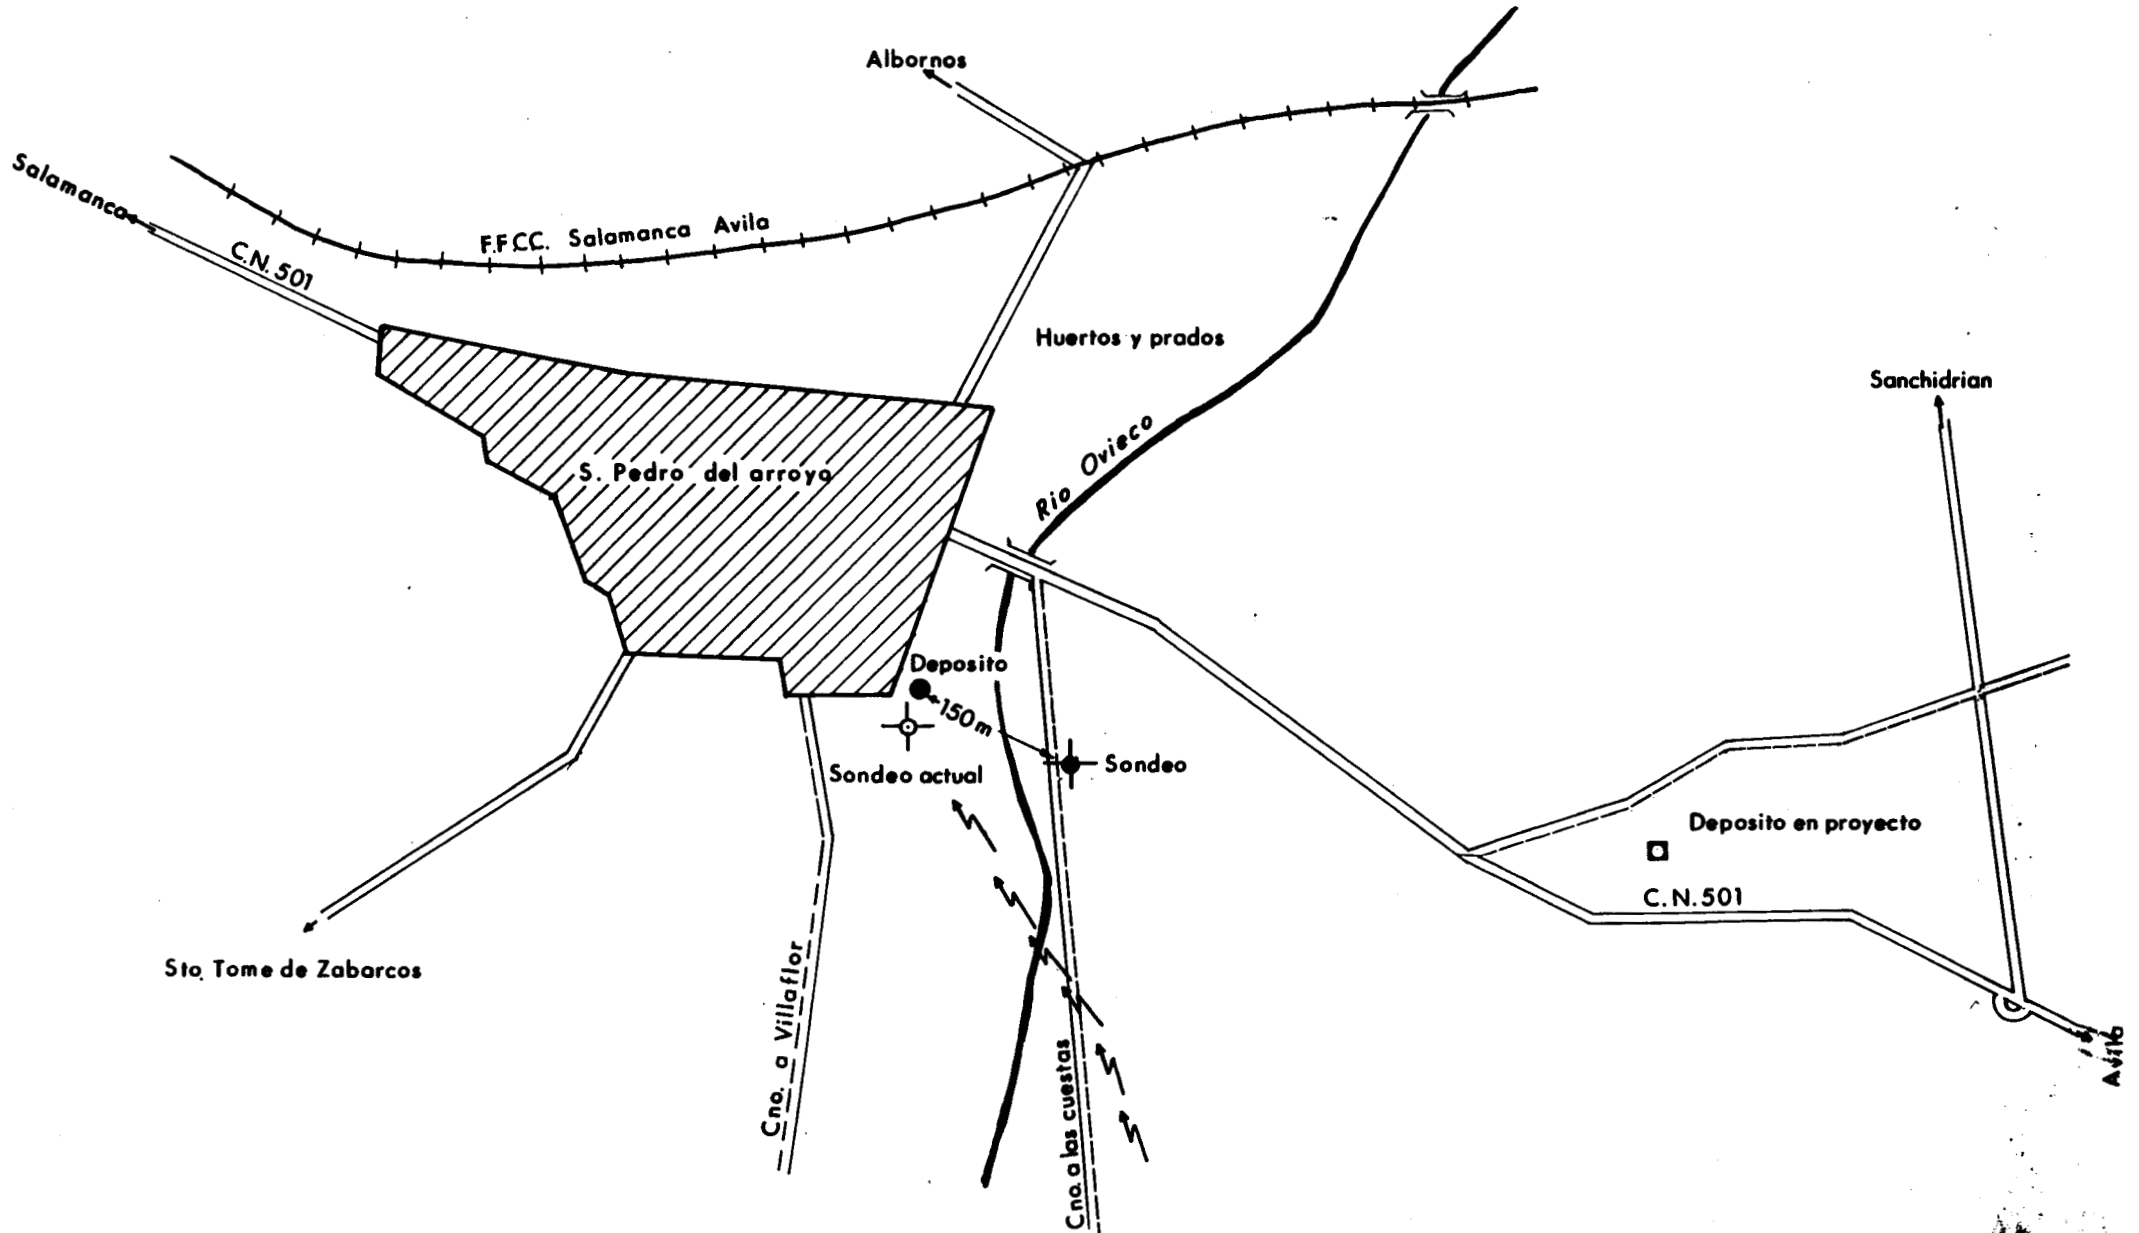 Albornos
Salamanca
F.F.C.C. Salamanca Avila
C.N. 501
Huertos y prados
Sanchidrian
Rio Ovieco
S. Pedro del arroyo
Deposito
150m
Sondeo
Sondeo actual
Deposito en proyecto
C.N.501
Sto. Tome de Zabarcos
Cno. a Villaflor
Cno. a las cuestas
Avila